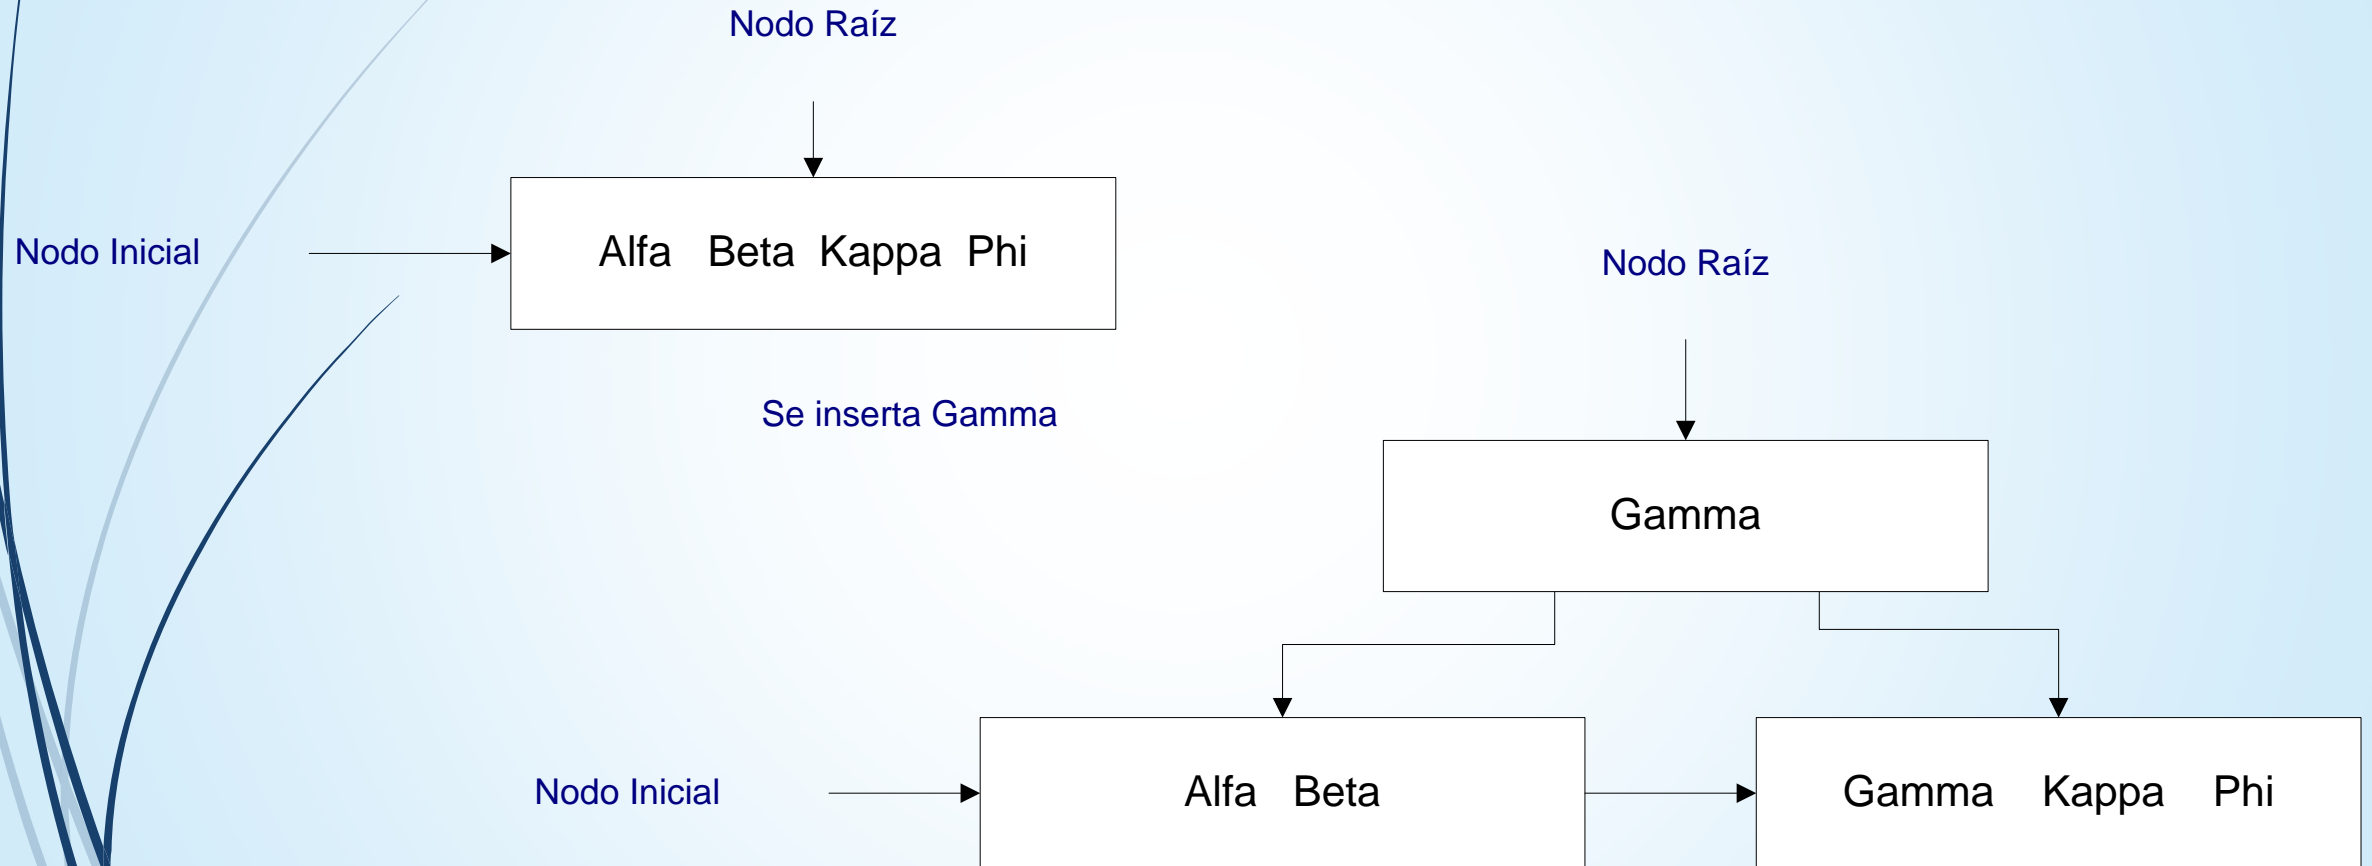 Nodo Raíz
Nodo Inicial
Alfa Beta Kappa Phi
Nodo Raíz
Se inserta Gamma
Gamma
Nodo Inicial
Alfa Beta
Gamma Kappa Phi